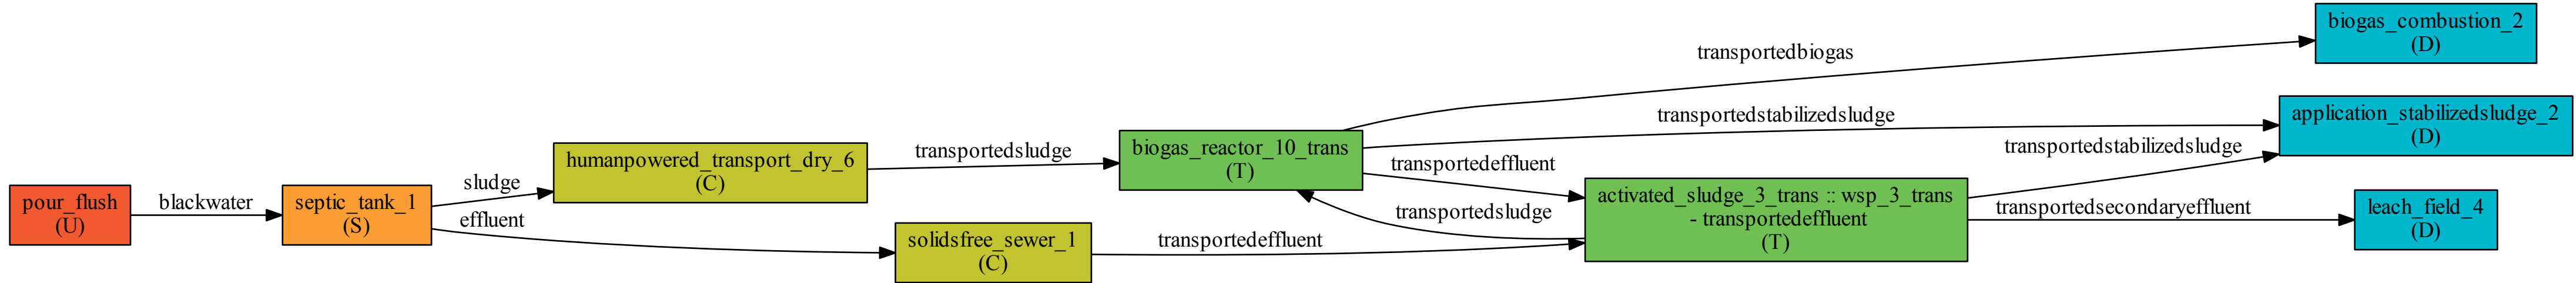 pour_flush
(U)
blackwater
septic_tank_1
(S)
sludge
effluent
humanpowered_transport_dry_6
(C)
solidsfree_sewer_1
(C)
transportedsludge
transportedeffluent
biogas_reactor_10_trans
(T)
transportedbiogas
transportedstabilizedsludge
transportedeffluent
transportedsludge
activated_sludge_3_trans :: wsp_3_trans
- transportedeffluent
(T)
transportedstabilizedsludge
transportedsecondaryeffluent
biogas_combustion_2
(D)
application_stabilizedsludge_2
(D)
leach_field_4
(D)